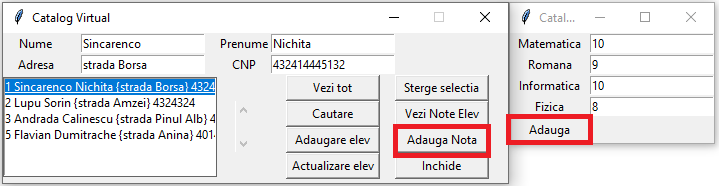 Catalog Virtual
Nume Sincarenco Prenume Nichita
Adresa strada Borsa CNP 432414445132
1 Sincarenco Nichita {strada Borsa} 4324
2 Lupu Sorin {strada Amzei} 4324324
3 Andrada Calinescu {strada Pinul Alb} 4
5 Flavian Dumitrache {strada Anina} 401
Vezi tot Sterge selectia
Cautare Vezi Note Elev
Adaugare elev Adauga Nota
Actualizare elev Inchide
Catal...
Matematica 10
Romana 9
Informatica 10
Fizica 8
Adauga